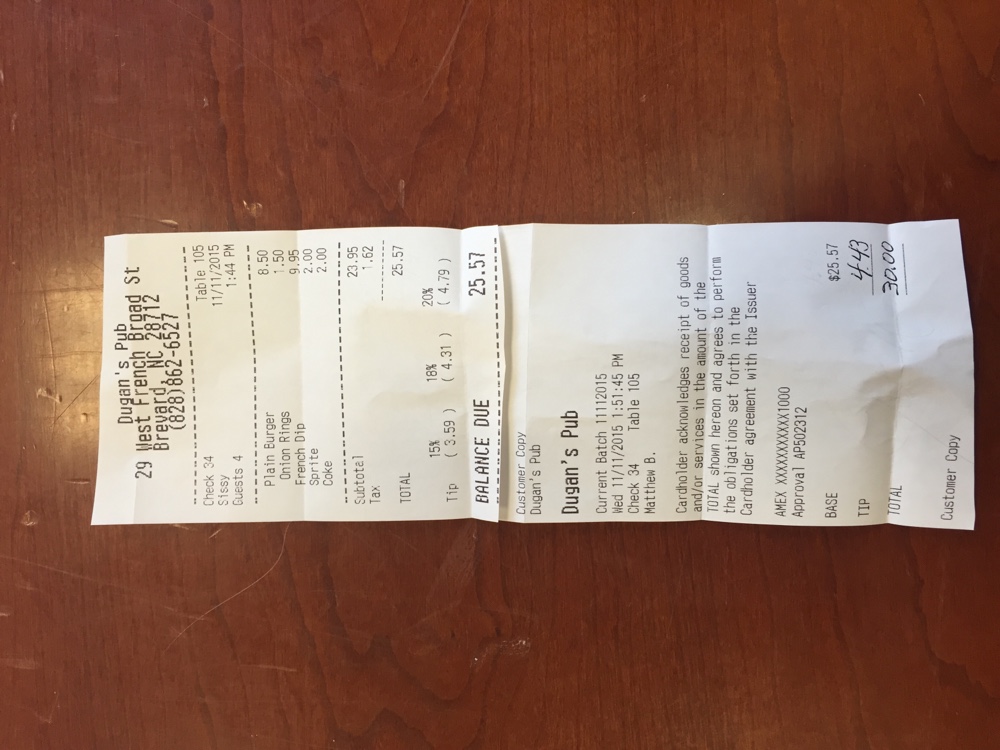 Dugan's Pub
29 West French Broad St
Brevard, NC 28712
(828)862-6527
Check 34 Table 105
Sissy 11/11/2015
Guests 4 1:44 PM
Plain Burger 8.50
Onion Rings 1.50
French Dip 9.95
Sprite 2.00
Coke 2.00
Subtotal 23.95
Tax 1.62
TOTAL 25.57
15% 18% 20%
Tip ( 3.59 ) ( 4.31 ) ( 4.79 )
BALANCE DUE 25.57
Customer Copy
Dugan's Pub
Dugan's Pub
Current Batch 11112015
Wed 11/11/2015 1:51:45 PM
Check 34 Table 105
Matthew B.
Cardholder acknowledges receipt of goods
and/or services in the amount of the
TOTAL shown hereon and agrees to perform
the obligations set forth in the
Cardholder agreement with the Issuer
AMEX XXXXXXXXXXX1000
Approval AP502312
BASE $25.57
TIP 4.43
TOTAL 30.00
Customer Copy